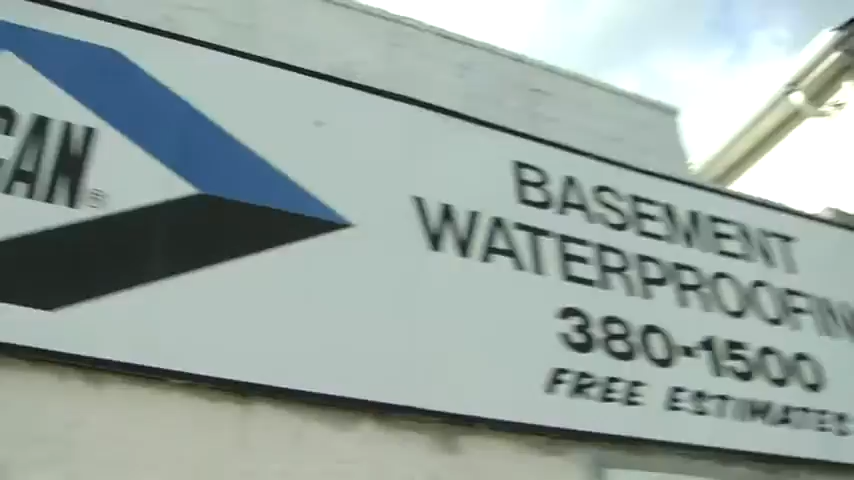 CAN®
BASEMENT
WATERPROOFIN
380-1500
FREE ESTIMATES